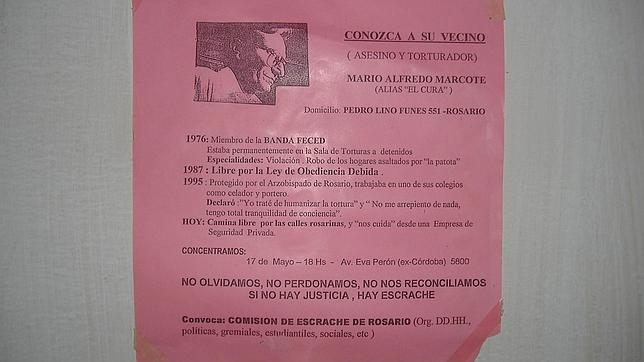 CONOZCA A SU VECINO
( ASESINO Y TORTURADOR)
MARIO ALFREDO MARCOTE
(ALIAS "EL CURA" )
Domicilio: PEDRO LINO FUNES 551 -ROSARIO
1976: Miembro de la BANDA FECED
Estaba permanentemente en la Sala de Torturas a detenidos
Especialidades: Violación . Robo de los hogares asaltados por "la patota"
1987 : Libre por la Ley de Obediencia Debida .
1995 : Protegido por el Arzobispado de Rosario, trabajaba en uno de sus colegios
como celador y portero.
Declaró :"Yo traté de humanizar la tortura" y " No me arrepiento de nada,
tengo total tranquilidad de conciencia".
HOY: Camina libre por las calles rosarinas, y "nos cuida" desde una Empresa de
Seguridad Privada.
CONCENTRAMOS:
17 de Mayo – 18 Hs - Av. Eva Perón (ex-Córdoba) 5800
NO OLVIDAMOS, NO PERDONAMOS, NO NOS RECONCILIAMOS
SI NO HAY JUSTICIA , HAY ESCRACHE
Convoca: COMISION DE ESCRACHE DE ROSARIO (Org. DD.HH.,
políticas, gremiales, estudiantiles, sociales, etc )